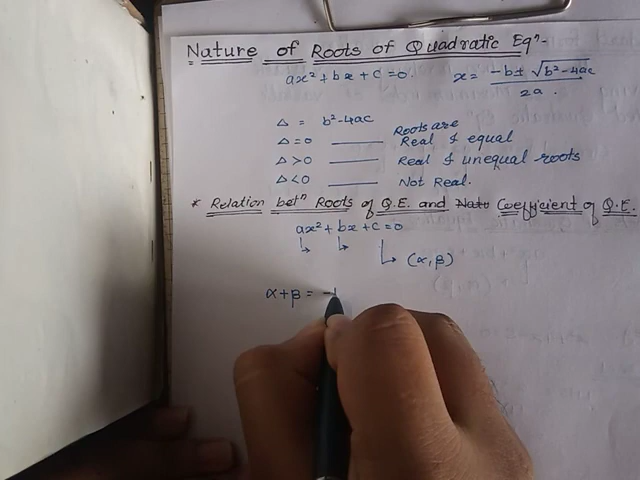 Nature of Roots of Quadratic Eqⁿ-
ax² + bx + c = 0. x = -b± √b²-4ac / 2a.
Δ = b²-4ac
Roots are
Δ = 0 ——— Real & equal
Δ > 0 ——— Real & unequal roots
Δ < 0 ——— Not Real.
* Relation betⁿ Roots of Q.E. and Natu Coefficient of Q.E.
ax² + bx + c = 0
(α, β)
α + β = -